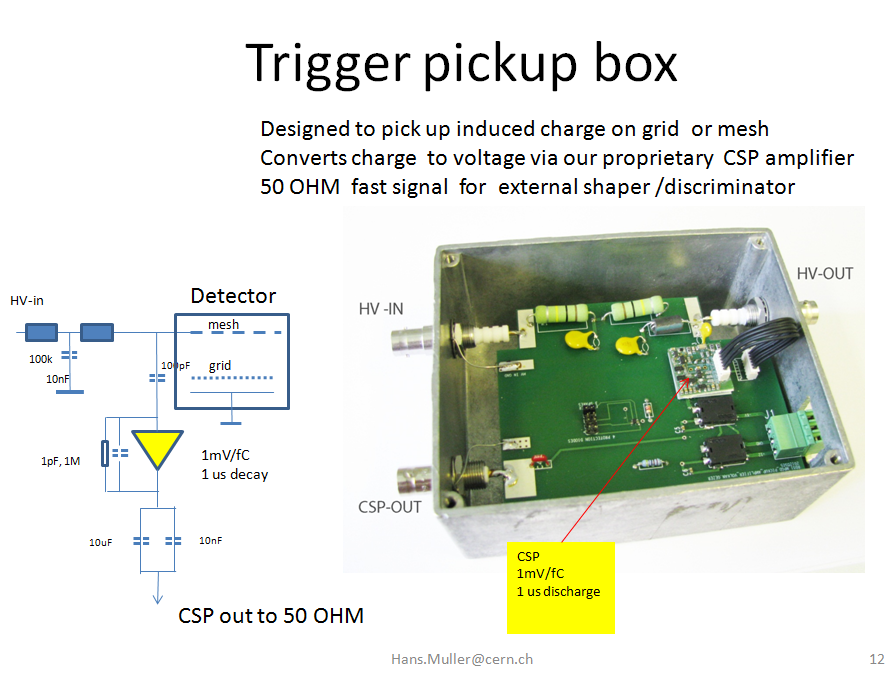 Trigger pickup box
Designed to pick up induced charge on grid or mesh
Converts charge to voltage via our proprietary CSP amplifier
50 OHM fast signal for external shaper /discriminator
HV-in
Detector
mesh
100k
10nF
100pF
grid
1pF, 1M
1mV/fC
1 us decay
10uF
10nF
CSP out to 50 OHM
HV -IN
HV-OUT
J1
CSP-OUT
CSP
1mV/fC
1 us discharge
Hans.Muller@cern.ch
12